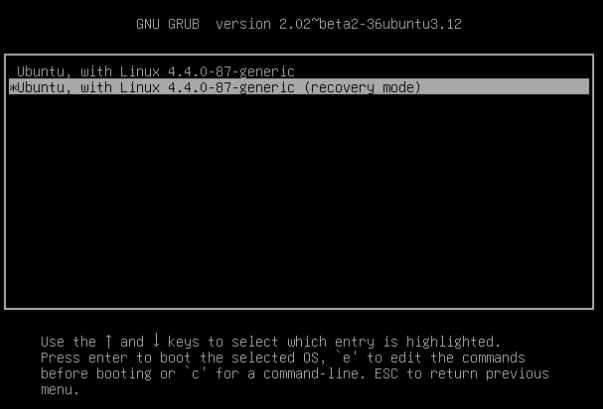 GNU GRUB  version 2.02~beta2-36ubuntu3.12
Ubuntu, with Linux 4.4.0-87-generic
*Ubuntu, with Linux 4.4.0-87-generic (recovery mode)
Use the ↑ and ↓ keys to select which entry is highlighted.
Press enter to boot the selected OS, `e' to edit the commands
before booting or `c' for a command-line. ESC to return previous
menu.